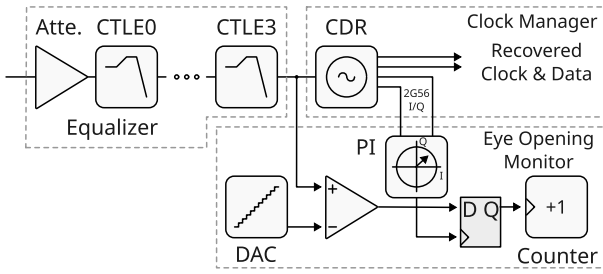 Atte.
CTLE0
CTLE3
CDR
Clock Manager
Recovered
Clock & Data
2G56
I/Q
Equalizer
PI
Q
I
Eye Opening
Monitor
+
−
D Q
+1
DAC
Counter